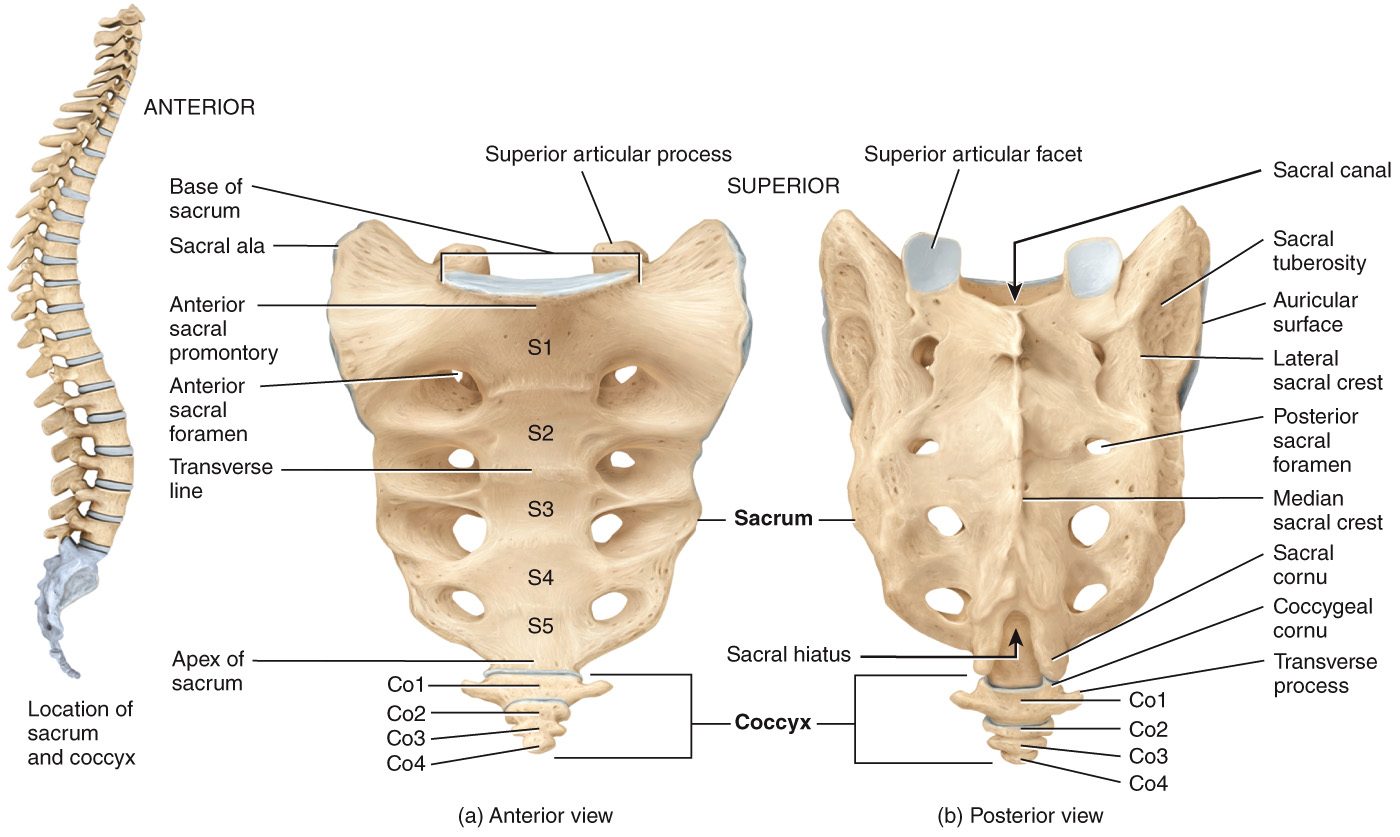 ANTERIOR
Superior articular process
Superior articular facet
Sacral canal
Base of
sacrum
SUPERIOR
Sacral ala
Sacral
tuberosity
Anterior
sacral
promontory
Auricular
surface
S1
Lateral
sacral crest
Anterior
sacral
foramen
Posterior
sacral
foramen
S2
Transverse
line
Median
sacral crest
S3
Sacrum
Sacral
cornu
S4
Coccygeal
cornu
S5
Sacral hiatus
Apex of
sacrum
Transverse
process
Co1
Co2
Co3
Co4
Coccyx
Co1
Co2
Co3
Co4
Location of
sacrum
and coccyx
(a) Anterior view
(b) Posterior view